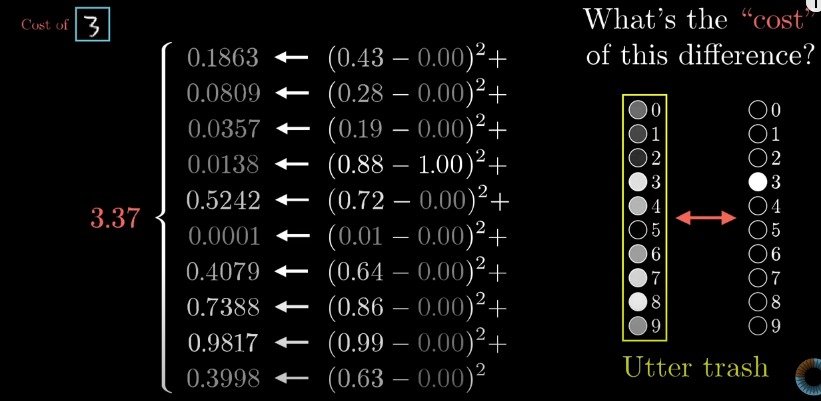 Cost of 3
What's the "cost"
of this difference?
3.37
0.1863 ← (0.43 − 0.00)²+
0.0809 ← (0.28 − 0.00)²+
0.0357 ← (0.19 − 0.00)²+
0.0138 ← (0.88 − 1.00)²+
0.5242 ← (0.72 − 0.00)²+
0.0001 ← (0.01 − 0.00)²+
0.4079 ← (0.64 − 0.00)²+
0.7388 ← (0.86 − 0.00)²+
0.9817 ← (0.99 − 0.00)²+
0.3998 ← (0.63 − 0.00)²
0 0
1 1
2 2
3 3
4 4
5 5
6 6
7 7
8 8
9 9
Utter trash